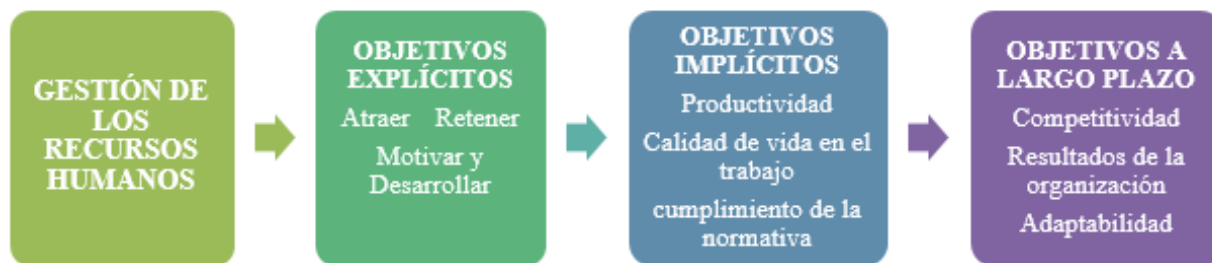 GESTIÓN DE
LOS
RECURSOS
HUMANOS
OBJETIVOS
EXPLÍCITOS
Atraer Retener
Motivar y
Desarrollar
OBJETIVOS
IMPLÍCITOS
Productividad
Calidad de vida en el
trabajo
cumplimiento de la
normativa
OBJETIVOS A
LARGO PLAZO
Competitividad
Resultados de la
organización
Adaptabilidad